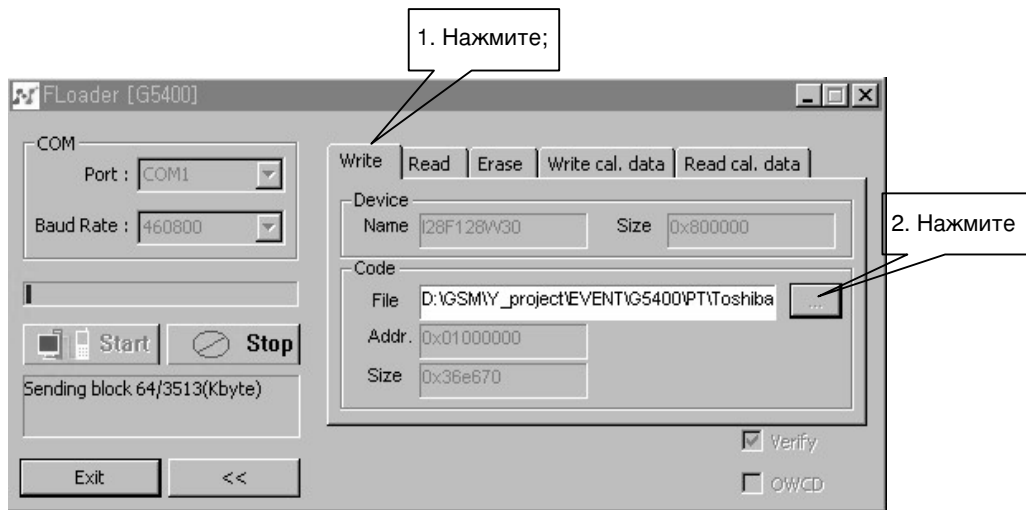 1. Нажмите;
FLoader [G5400]
COM
Port : COM1
Baud Rate : 460800
Start
Stop
Sending block 64/3513(Kbyte)
Exit
<<
Write Read Erase Write cal. data Read cal. data
Device
Name I28F128W30 Size 0x800000
2. Нажмите
Code
File D:\GSM\Y_project\EVENT\G5400\PT\Toshiba ...
Addr. 0x01000000
Size 0x36e670
Verify
OWCD